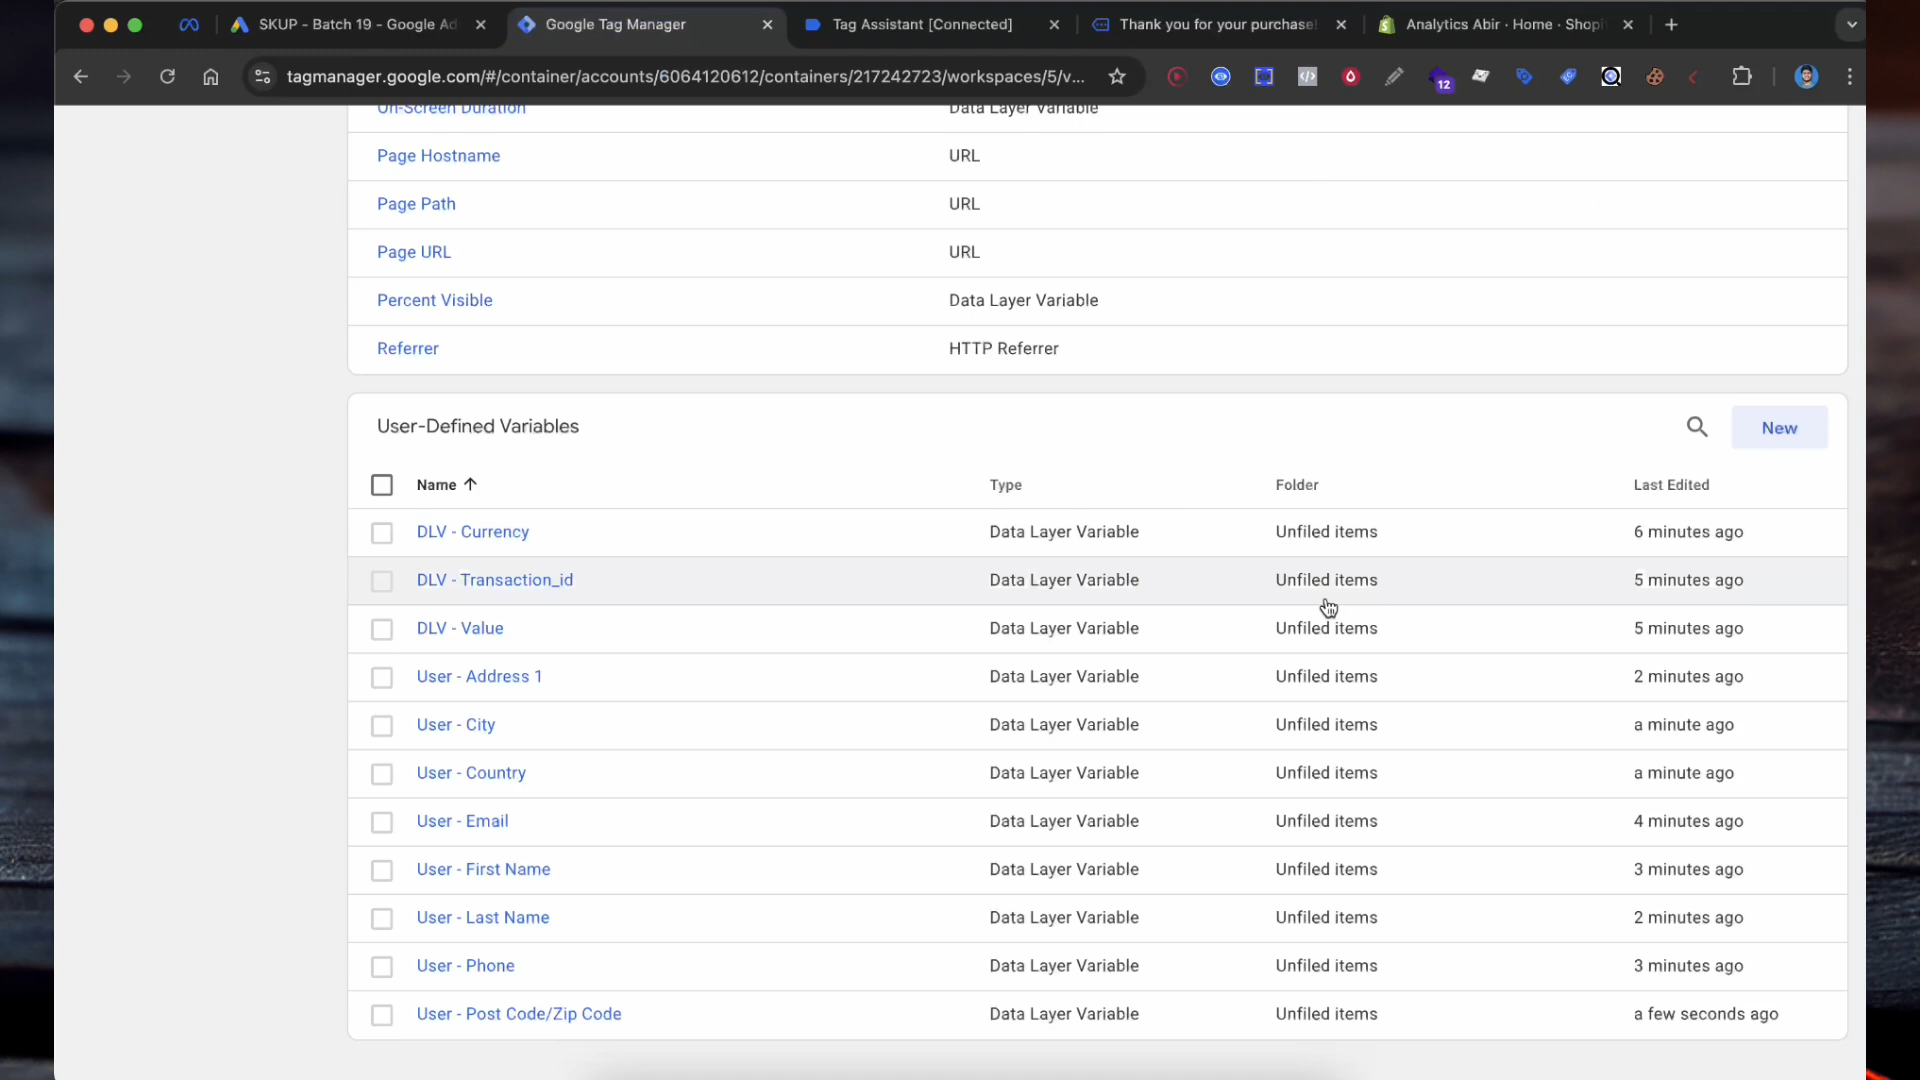 SKUP - Batch 19 - Google Ad
Google Tag Manager
Tag Assistant [Connected]
Thank you for your purchase!
Analytics Abir · Home · Shopi
tagmanager.google.com/#/container/accounts/6064120612/containers/217242723/workspaces/5/v...
12
On-Screen Duration Data Layer Variable
Page Hostname URL
Page Path URL
Page URL URL
Percent Visible Data Layer Variable
Referrer HTTP Referrer
User-Defined Variables New
Name Type Folder Last Edited
DLV - Currency Data Layer Variable Unfiled items 6 minutes ago
DLV - Transaction_id Data Layer Variable Unfiled items 5 minutes ago
DLV - Value Data Layer Variable Unfiled items 5 minutes ago
User - Address 1 Data Layer Variable Unfiled items 2 minutes ago
User - City Data Layer Variable Unfiled items a minute ago
User - Country Data Layer Variable Unfiled items a minute ago
User - Email Data Layer Variable Unfiled items 4 minutes ago
User - First Name Data Layer Variable Unfiled items 3 minutes ago
User - Last Name Data Layer Variable Unfiled items 2 minutes ago
User - Phone Data Layer Variable Unfiled items 3 minutes ago
User - Post Code/Zip Code Data Layer Variable Unfiled items a few seconds ago